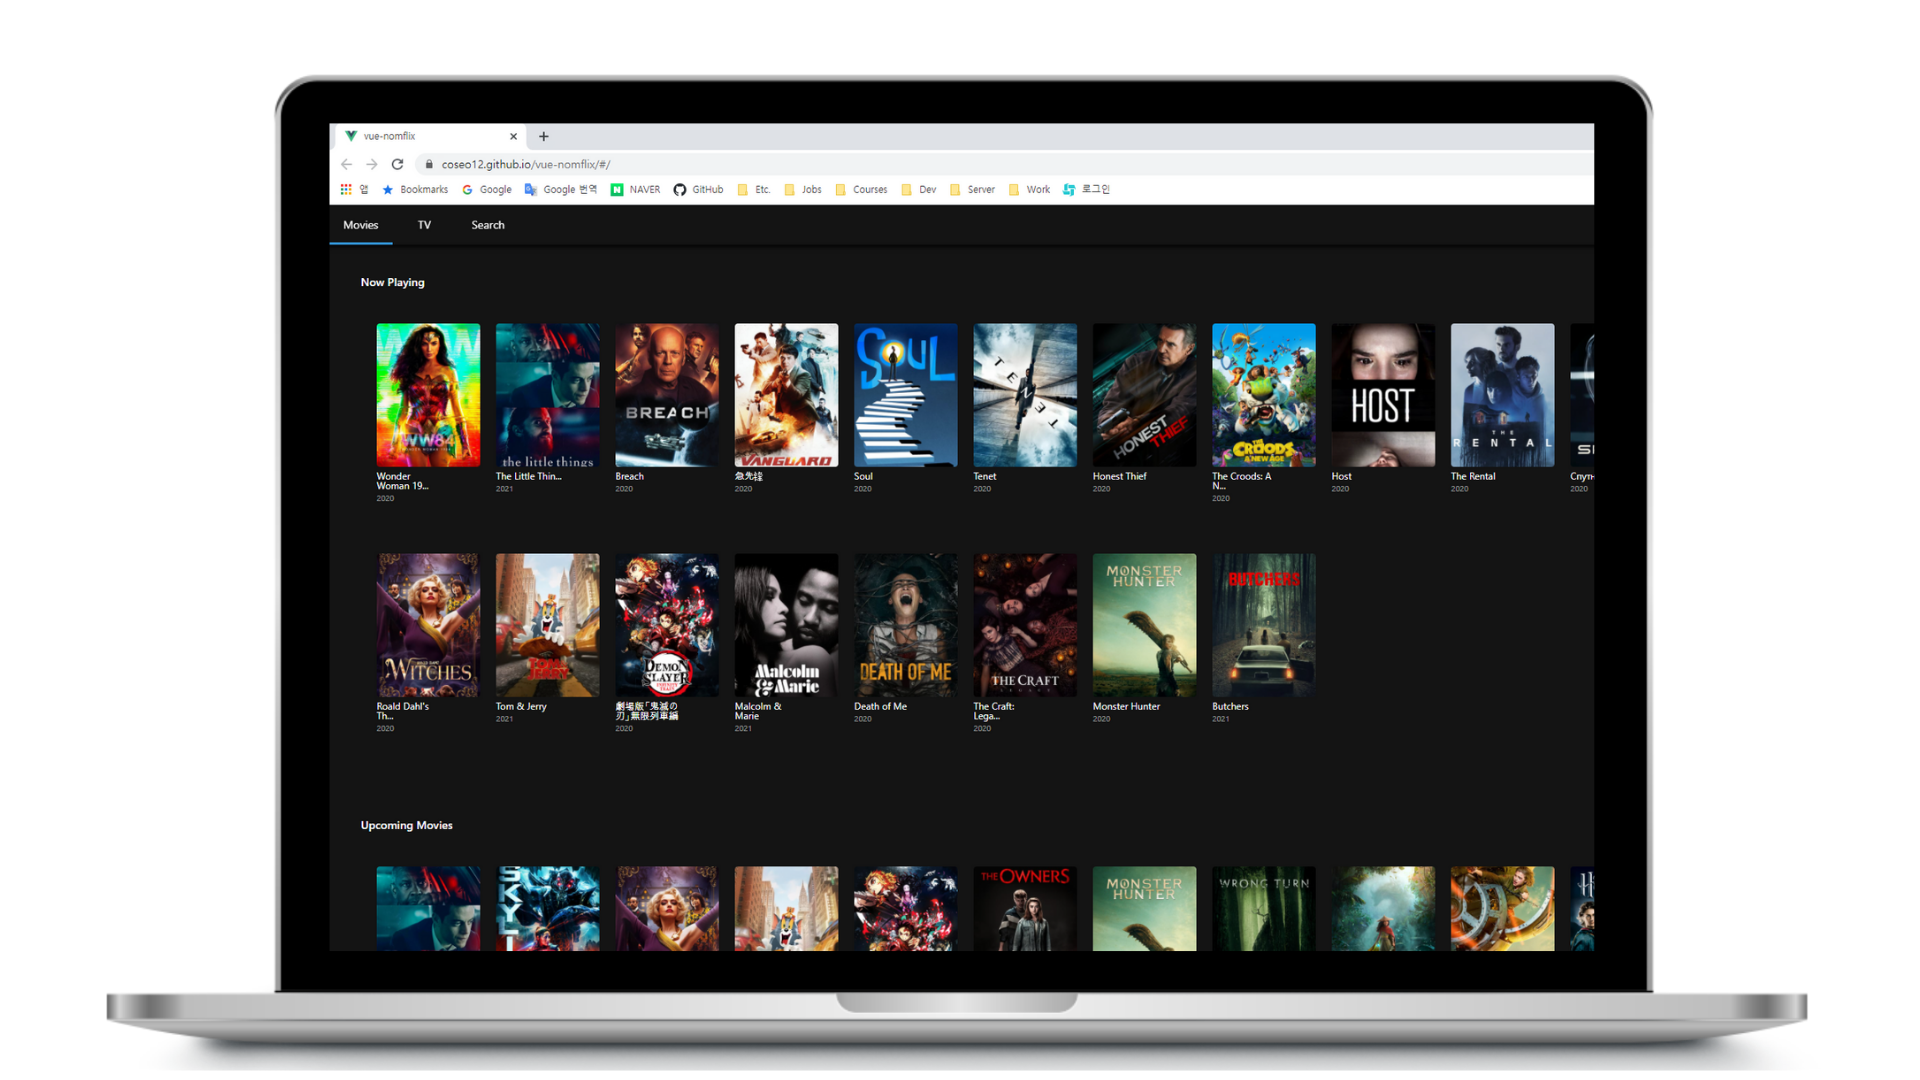 vue-nomflix
coseo12.github.io/vue-nomflix/#/
앱 Bookmarks Google Google 번역 NAVER GitHub Etc. Jobs Courses Dev Server Work 로그인
Movies TV Search
Now Playing
WW84
the little things
BREACH
VANGUARD
SOUL
TENET
HONEST THIEF
THE CROODS
A NEW AGE
HOST
THE RENTAL
Wonder
Woman 19...
2020
The Little Thin...
2021
Breach
2020
急先鋒
2020
Soul
2020
Tenet
2020
Honest Thief
2020
The Croods: A
N...
2020
Host
2020
The Rental
2020
2020
WITCHES
TOM & JERRY
DEMON
SLAYER
Malcolm
& Marie
DEATH OF ME
THE CRAFT
LEGACY
MONSTER
HUNTER
BUTCHERS
Roald Dahl's
Th...
2020
Tom & Jerry
2021
劇場版「鬼滅の
刃」無限列車編
2020
Malcolm &
Marie
2021
Death of Me
2020
The Craft:
Lega...
2020
Monster Hunter
2020
Butchers
2021
Upcoming Movies
SKYLI
THE OWNERS
MONSTER
HUNTER
WRONG TURN